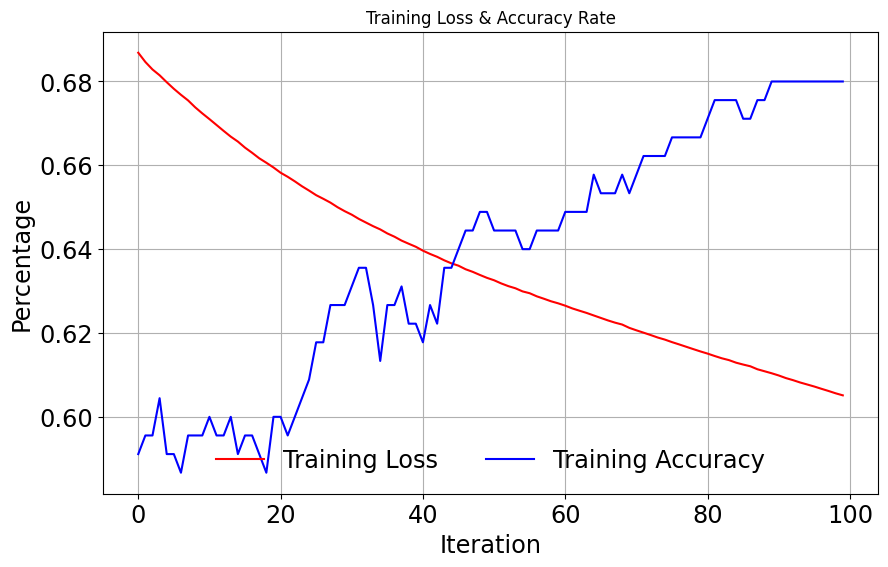 Training Loss & Accuracy Rate
0.68
0.66
0.64
0.62
0.60
Percentage
Training Loss Training Accuracy
0 20 40 60 80 100
Iteration